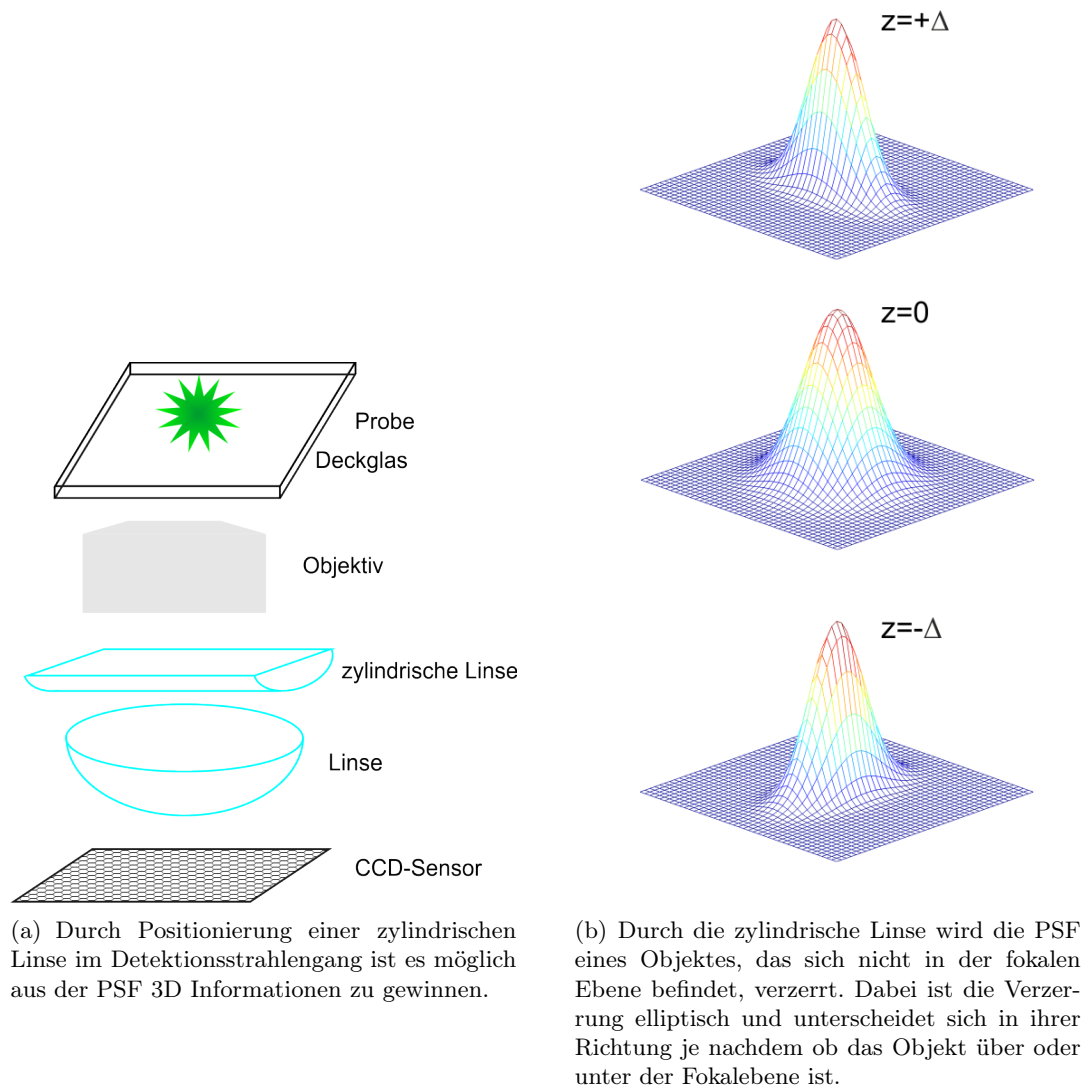 z=+Δ
z=0
z=-Δ
Probe
Deckglas
Objektiv
zylindrische Linse
Linse
CCD-Sensor
(a) Durch Positionierung einer zylindrischen
Linse im Detektionsstrahlengang ist es möglich
aus der PSF 3D Informationen zu gewinnen.
(b) Durch die zylindrische Linse wird die PSF
eines Objektes, das sich nicht in der fokalen
Ebene befindet, verzerrt. Dabei ist die Verzer-
rung elliptisch und unterscheidet sich in ihrer
Richtung je nachdem ob das Objekt über oder
unter der Fokalebene ist.